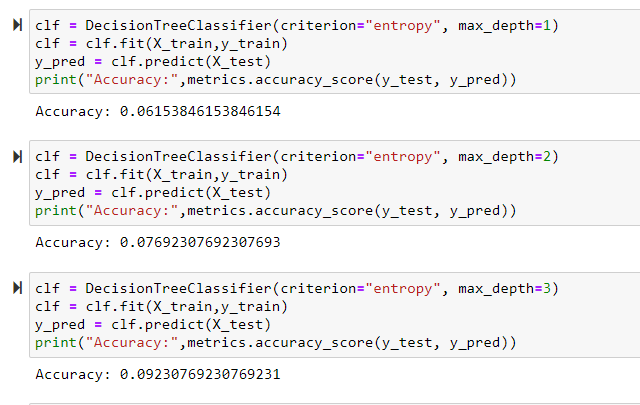 clf = DecisionTreeClassifier(criterion="entropy", max_depth=1)
clf = clf.fit(X_train,y_train)
y_pred = clf.predict(X_test)
print("Accuracy:",metrics.accuracy_score(y_test, y_pred))
Accuracy: 0.06153846153846154
clf = DecisionTreeClassifier(criterion="entropy", max_depth=2)
clf = clf.fit(X_train,y_train)
y_pred = clf.predict(X_test)
print("Accuracy:",metrics.accuracy_score(y_test, y_pred))
Accuracy: 0.07692307692307693
clf = DecisionTreeClassifier(criterion="entropy", max_depth=3)
clf = clf.fit(X_train,y_train)
y_pred = clf.predict(X_test)
print("Accuracy:",metrics.accuracy_score(y_test, y_pred))
Accuracy: 0.09230769230769231